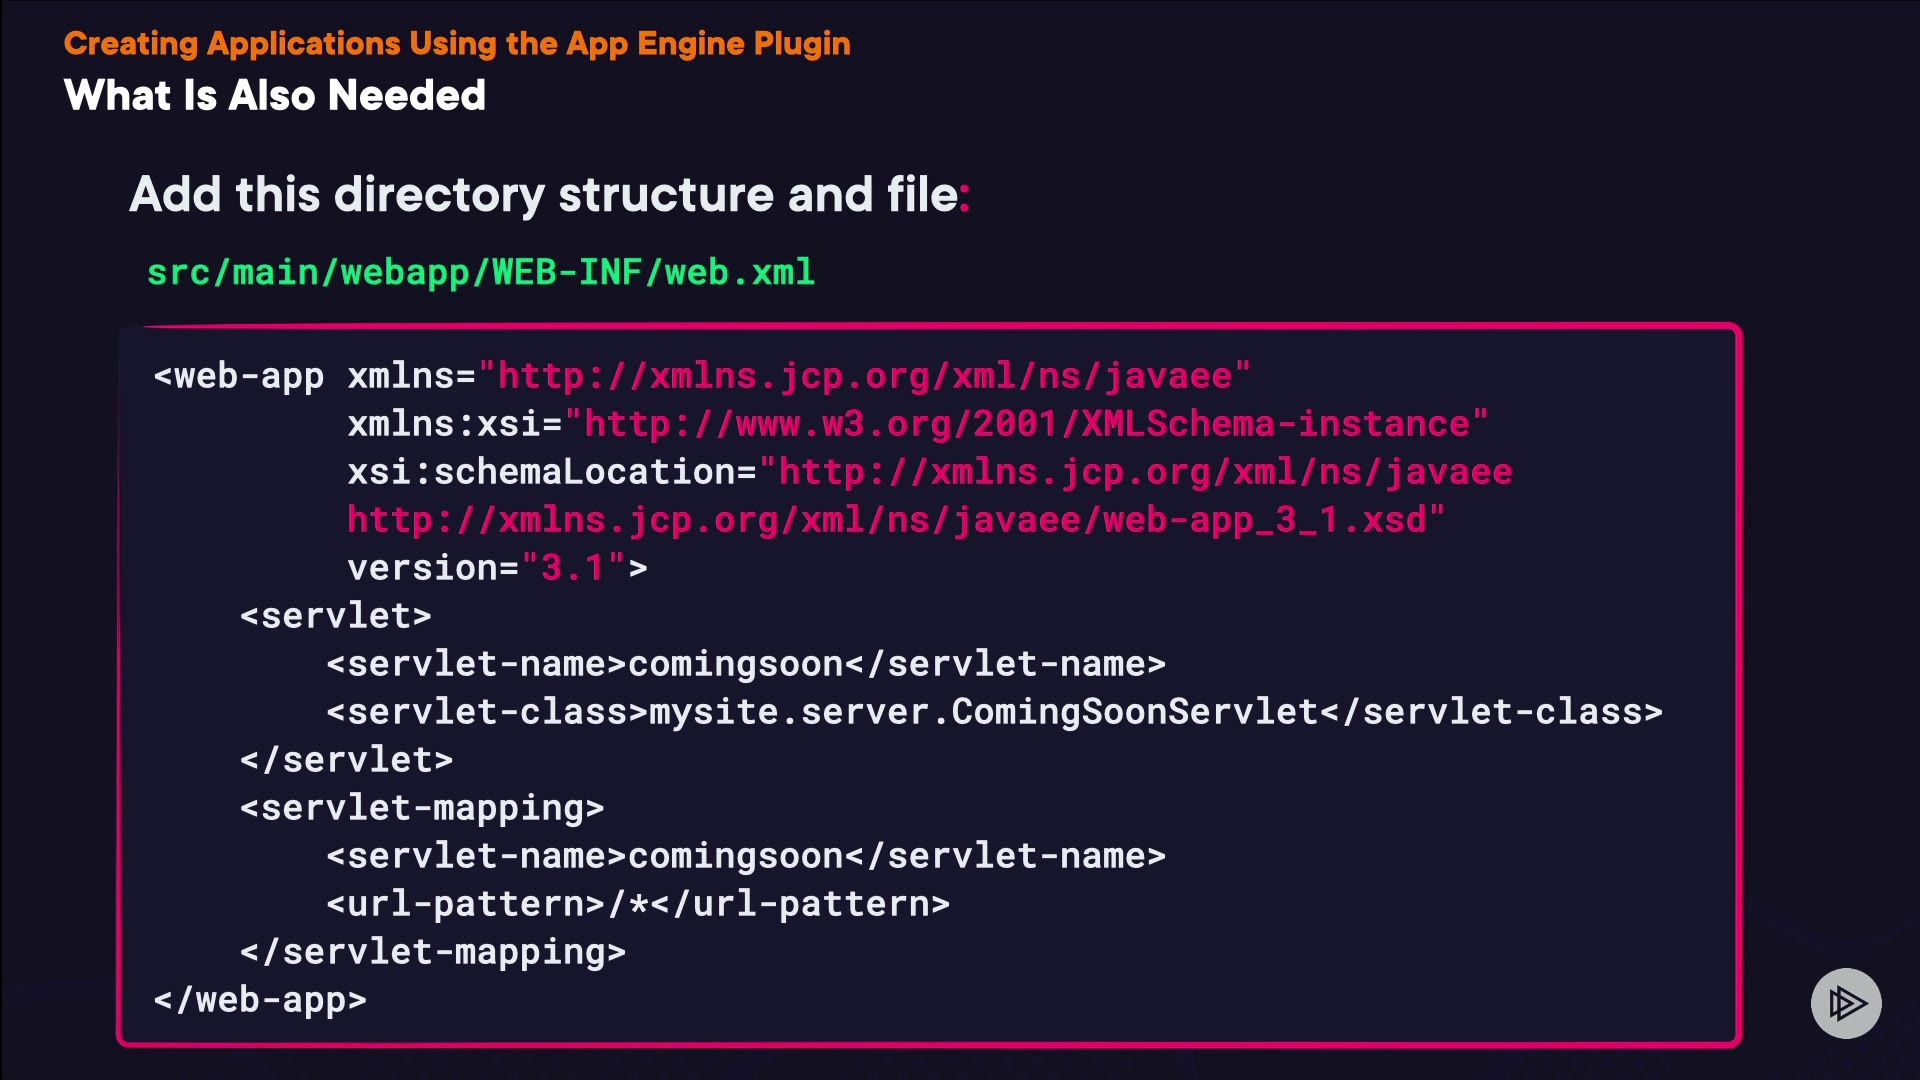 Creating Applications Using the App Engine Plugin
What Is Also Needed
Add this directory structure and file:
src/main/webapp/WEB-INF/web.xml
<web-app xmlns="http://xmlns.jcp.org/xml/ns/javaee"
         xmlns:xsi="http://www.w3.org/2001/XMLSchema-instance"
         xsi:schemaLocation="http://xmlns.jcp.org/xml/ns/javaee
         http://xmlns.jcp.org/xml/ns/javaee/web-app_3_1.xsd"
         version="3.1">
    <servlet>
        <servlet-name>comingsoon</servlet-name>
        <servlet-class>mysite.server.ComingSoonServlet</servlet-class>
    </servlet>
    <servlet-mapping>
        <servlet-name>comingsoon</servlet-name>
        <url-pattern>/*</url-pattern>
    </servlet-mapping>
</web-app>